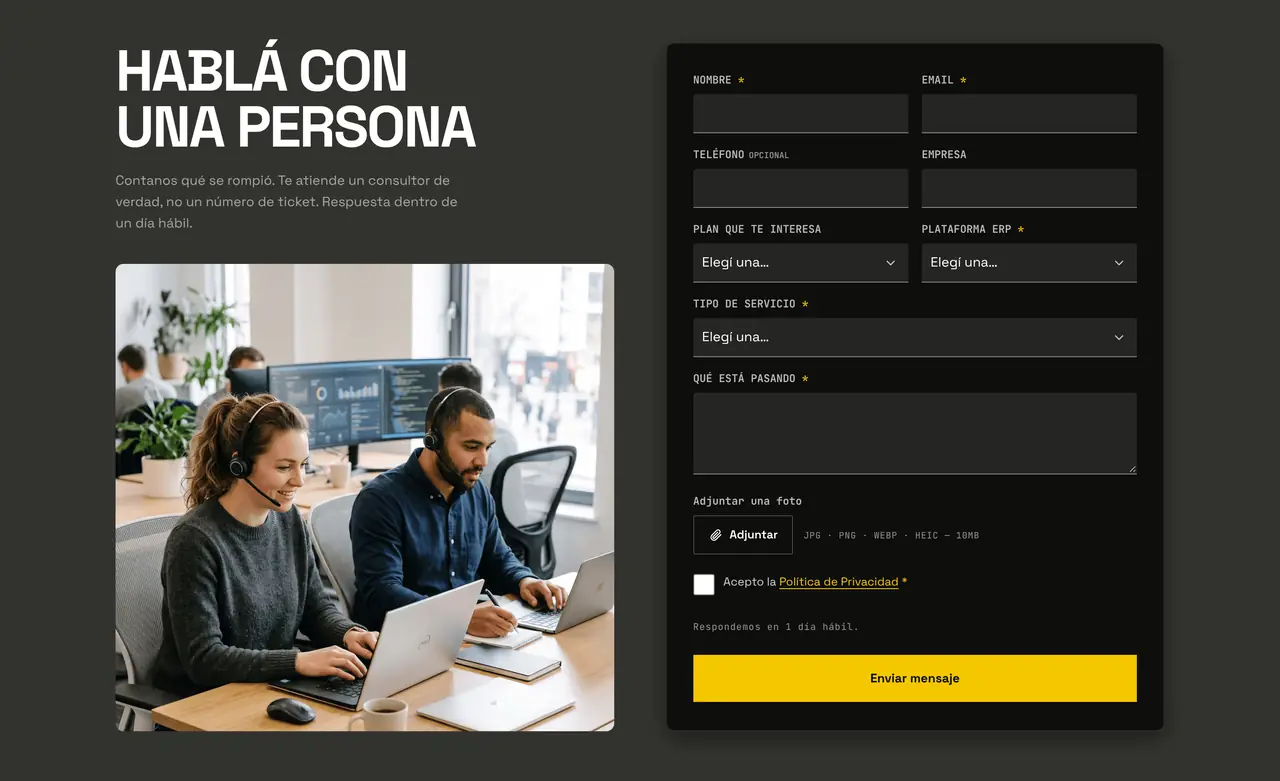 HABLÁ CON
UNA PERSONA
Contanos qué se rompió. Te atiende un consultor de
verdad, no un número de ticket. Respuesta dentro de
un día hábil.
NOMBRE *
EMAIL *
TELÉFONO OPCIONAL
EMPRESA
PLAN QUE TE INTERESA
PLATAFORMA ERP *
Elegí una…
Elegí una…
TIPO DE SERVICIO *
Elegí una…
QUÉ ESTÁ PASANDO *
Adjuntar una foto
Adjuntar
JPG · PNG · WEBP · HEIC — 10MB
Acepto la Política de Privacidad *
Respondemos en 1 día hábil.
Enviar mensaje